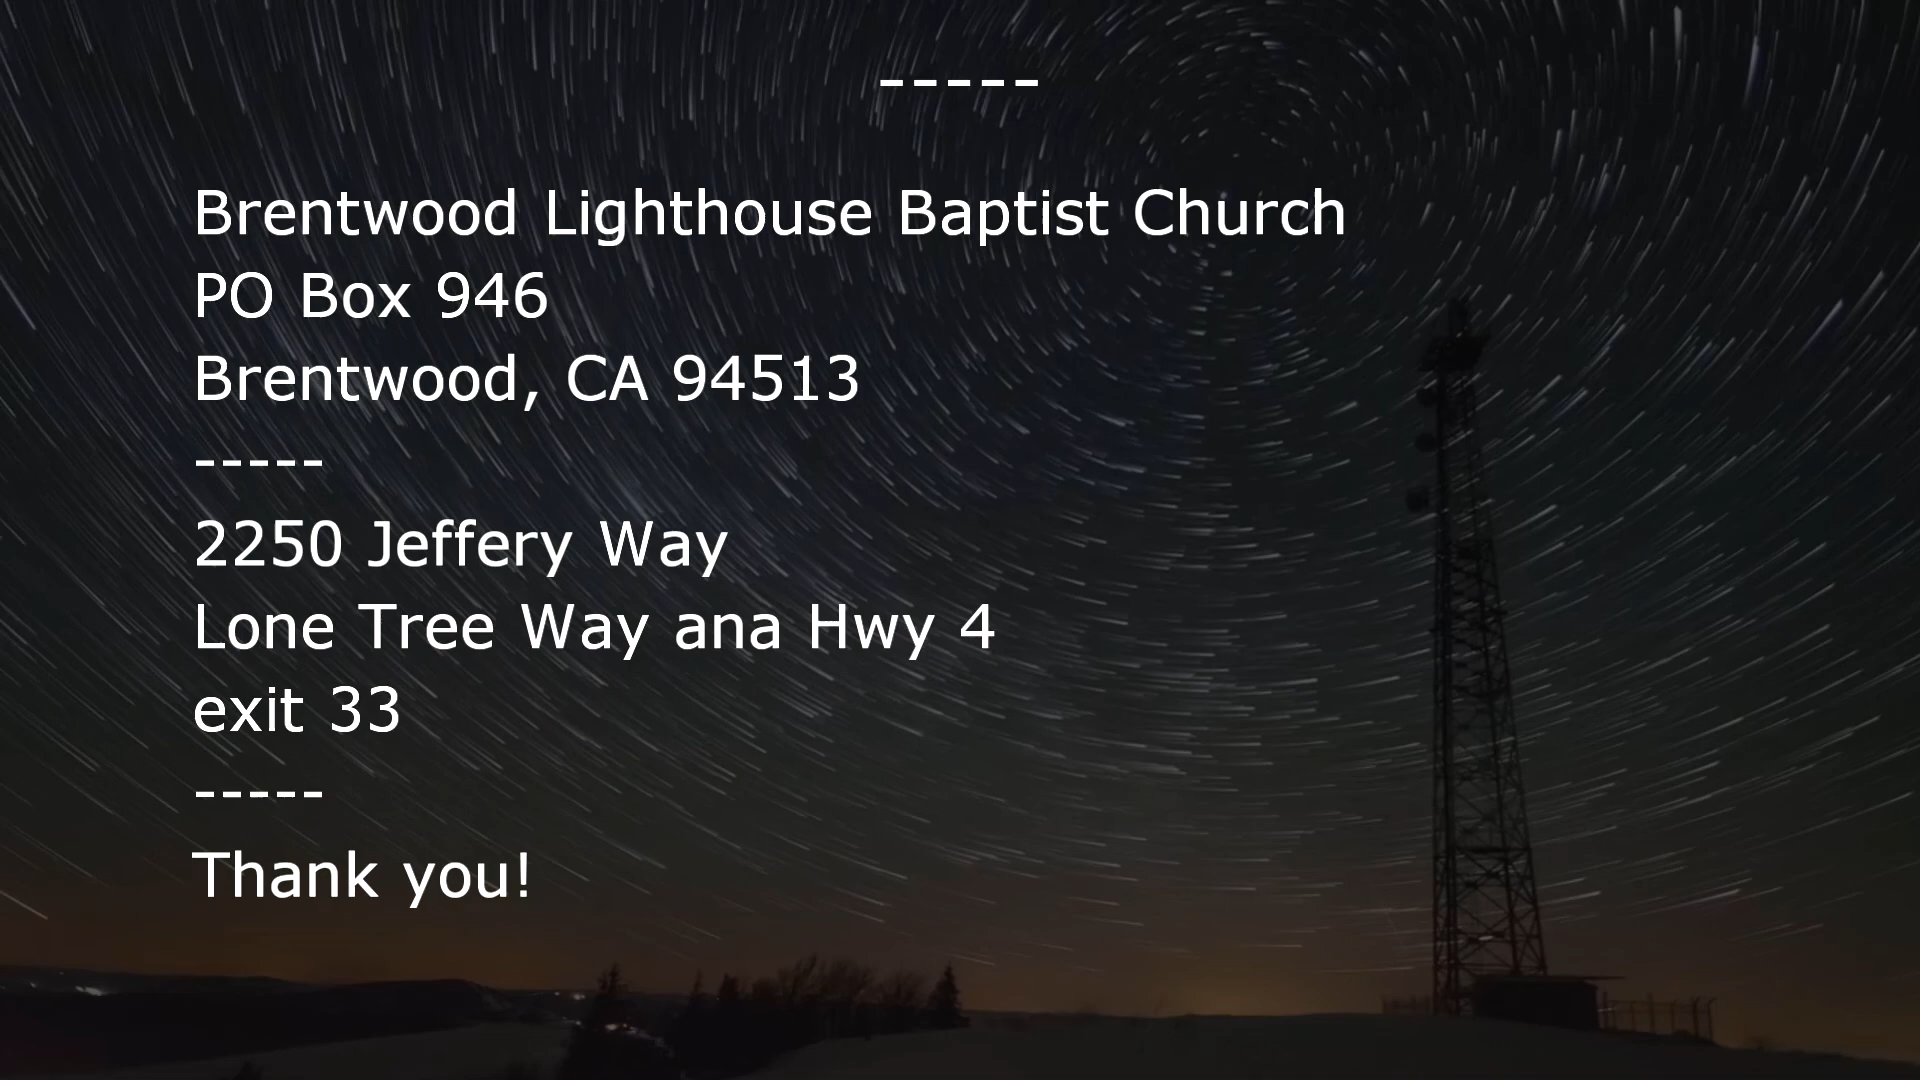 -----
Brentwood Lighthouse Baptist Church
PO Box 946
Brentwood, CA 94513
-----
2250 Jeffery Way
Lone Tree Way ana Hwy 4
exit 33
-----
Thank you!